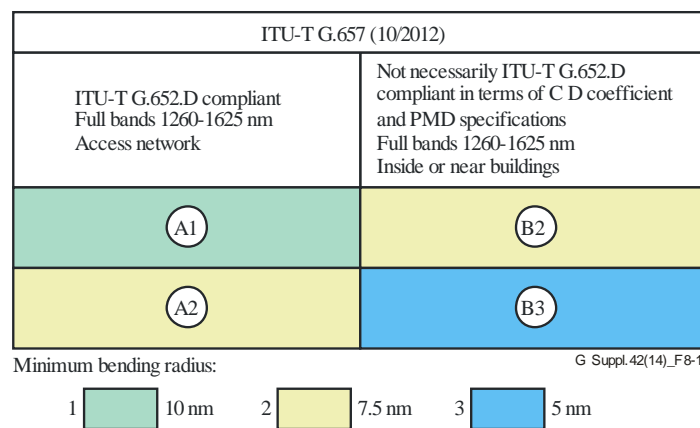 ITU-T G.657 (10/2012)
ITU-T G.652.D compliant
Full bands 1260-1625 nm
Access network
Not necessarily ITU-T G.652.D
compliant in terms of C D coefficient
and PMD specifications
Full bands 1260-1625 nm
Inside or near buildings
A1
B2
A2
B3
Minimum bending radius:
G Suppl.42(14)_F8-1
1 10 nm 2 7.5 nm 3 5 nm